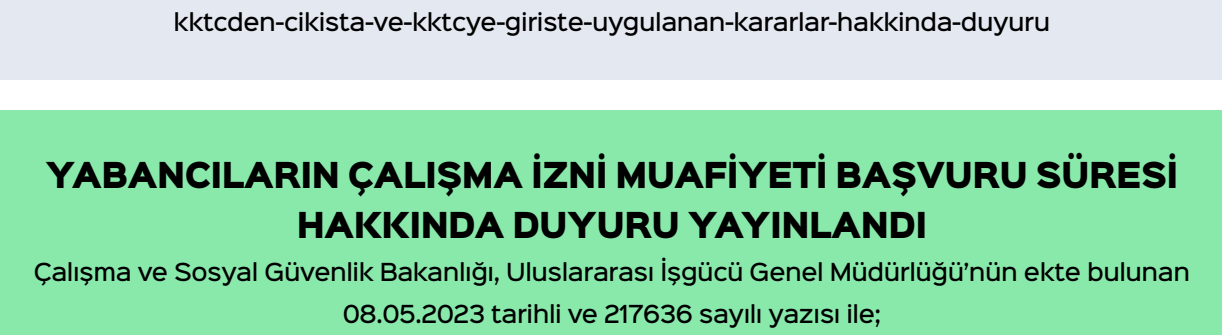 kktcden-cikista-ve-kktcye-giriste-uygulanan-kararlar-hakkinda-duyuru
YABANCILARIN ÇALIŞMA İZNİ MUAFİYETİ BAŞVURU SÜRESİ
HAKKINDA DUYURU YAYINLANDI
Çalışma ve Sosyal Güvenlik Bakanlığı, Uluslararası İşgücü Genel Müdürlüğü'nün ekte bulunan
08.05.2023 tarihli ve 217636 sayılı yazısı ile;